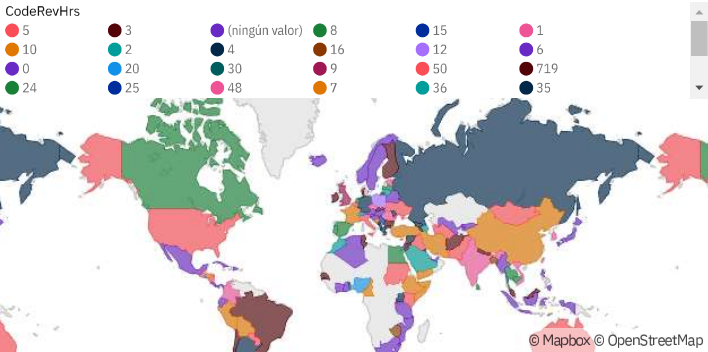 CodeRevHrs
5 3 (ningún valor) 8 15 1
10 2 4 16 12 6
0 20 30 9 50 719
24 25 48 7 36 35
© Mapbox © OpenStreetMap